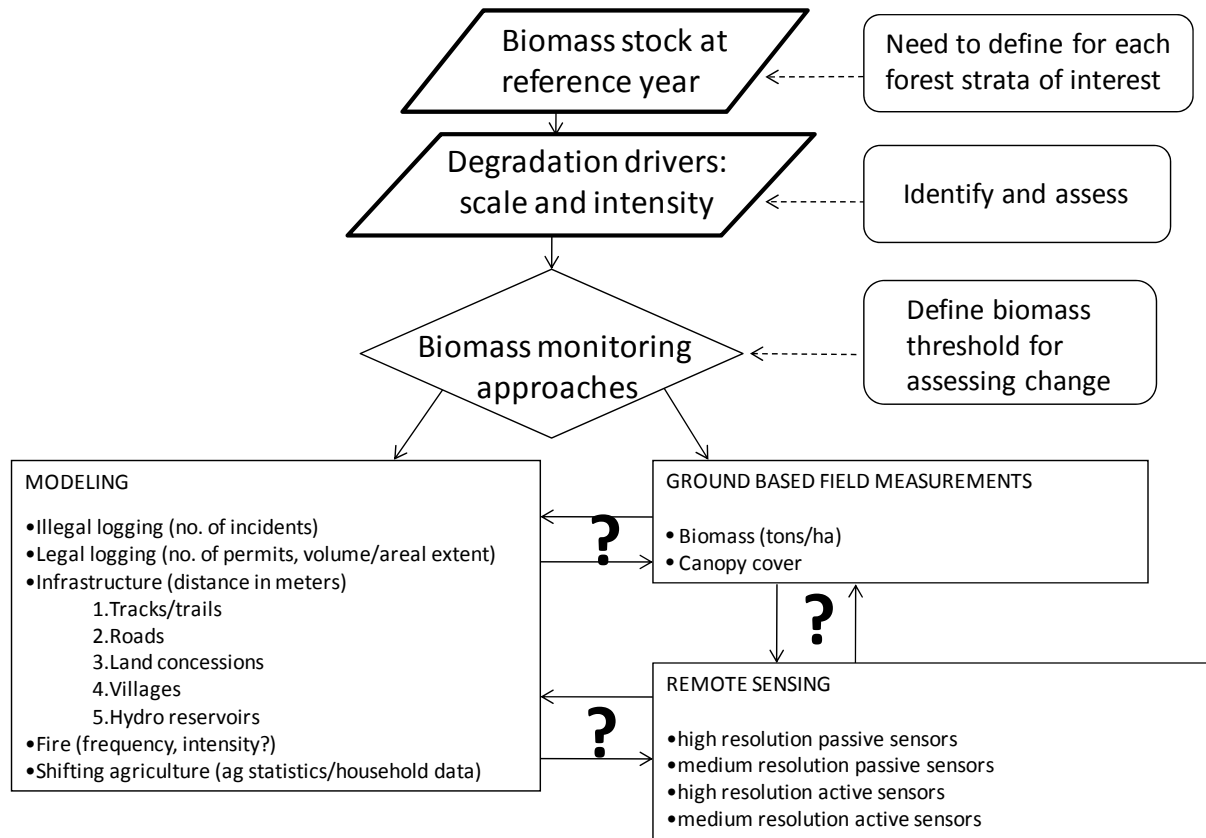 Biomass stock at
reference year
Need to define for each
forest strata of interest
Degradation drivers:
scale and intensity
Identify and assess
Biomass monitoring
approaches
Define biomass
threshold for
assessing change
MODELING
•Illegal logging (no. of incidents)
•Legal logging (no. of permits, volume/areal extent)
•Infrastructure (distance in meters)
1.Tracks/trails
2.Roads
3.Land concessions
4.Villages
5.Hydro reservoirs
•Fire (frequency, intensity?)
•Shifting agriculture (ag statistics/household data)
?
GROUND BASED FIELD MEASUREMENTS
• Biomass (tons/ha)
• Canopy cover
?
?
REMOTE SENSING
•high resolution passive sensors
•medium resolution passive sensors
•high resolution active sensors
•medium resolution active sensors